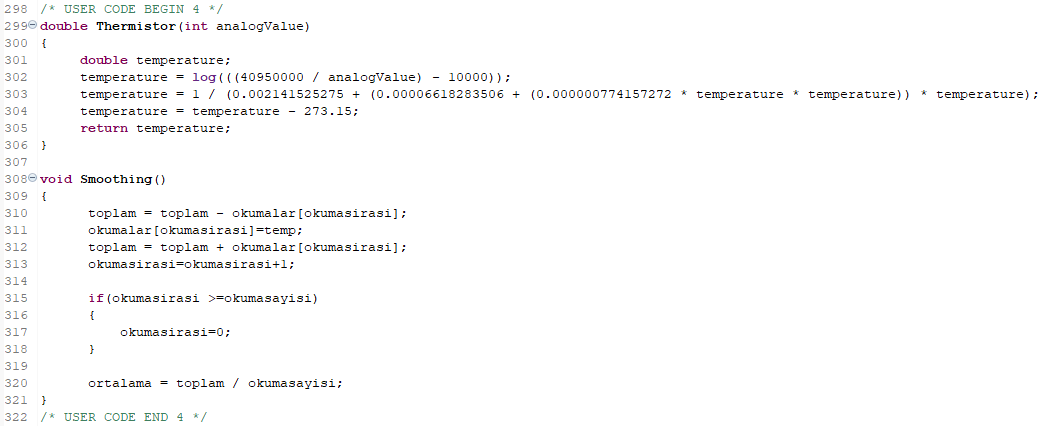 298 /* USER CODE BEGIN 4 */
299 double Thermistor(int analogValue)
300 {
301 double temperature;
302 temperature = log(((40950000 / analogValue) - 10000));
303 temperature = 1 / (0.002141525275 + (0.00006618283506 + (0.000000774157272 * temperature * temperature)) * temperature);
304 temperature = temperature - 273.15;
305 return temperature;
306 }
307
308 void Smoothing()
309 {
310 toplam = toplam - okumalar[okumasirasi];
311 okumalar[okumasirasi]=temp;
312 toplam = toplam + okumalar[okumasirasi];
313 okumasirasi=okumasirasi+1;
314
315 if(okumasirasi >=okumasayisi)
316 {
317 okumasirasi=0;
318 }
319
320 ortalama = toplam / okumasayisi;
321 }
322 /* USER CODE END 4 */